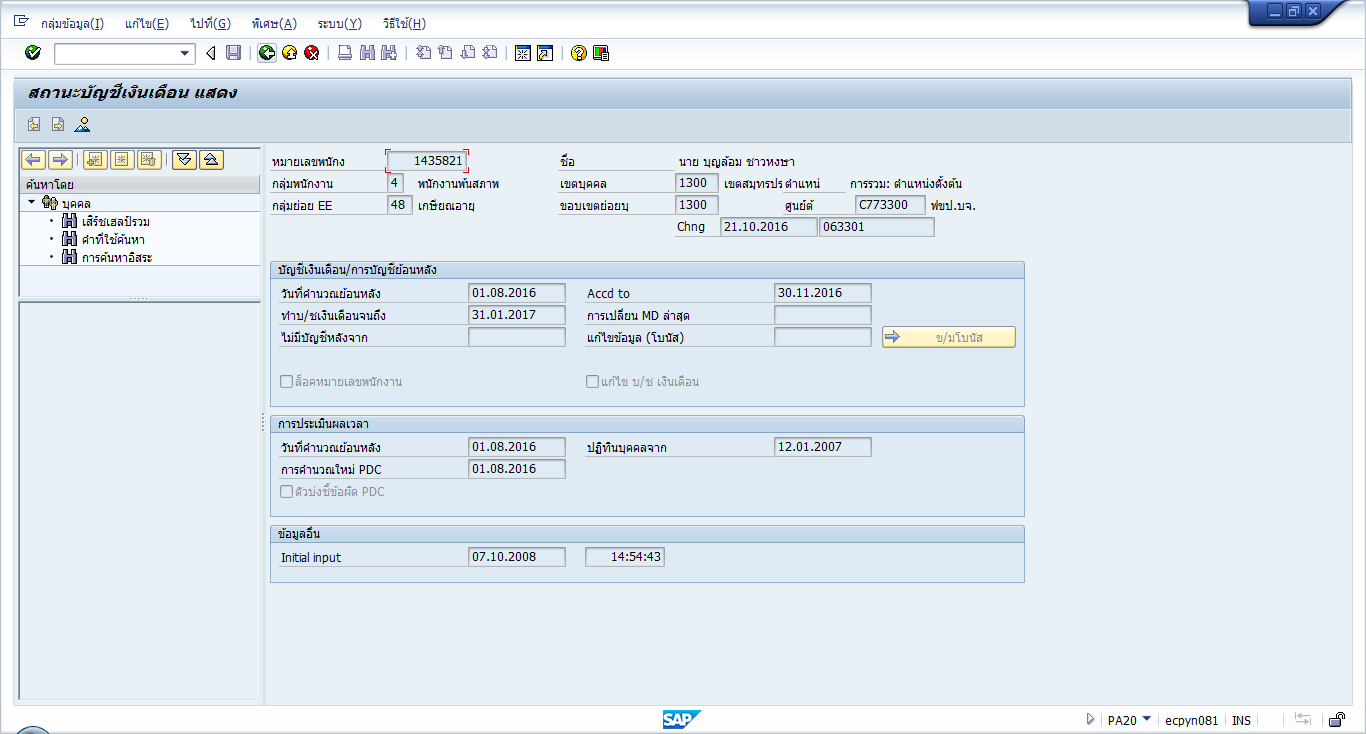 กลุ่มข้อมูล(I) แก้ไข(E) ไปที่(G) พิเศษ(A) ระบบ(Y) วิธีใช้(H)
สถานะบัญชีเงินเดือน แสดง
ค้นหาโดย
บุคคล
เสิร์ชเฮลป์รวม
คำที่ใช้ค้นหา
การค้นหาอิสระ
หมายเลขพนักง 1435821 ชื่อ นาย บุญล้อม ชาวหงษา
กลุ่มพนักงาน 4 พนักงานพ้นสภาพ เขตบุคคล 1300 เขตสมุทรปร ตำแหน่ การรวม: ตำแหน่งตั้งต้น
กลุ่มย่อย EE 48 เกษียณอายุ ขอบเขตย่อยบุ 1300 ศูนย์ต้ C773300 ฟขป.บจ.
Chng 21.10.2016 063301
บัญชีเงินเดือน/การบัญชีย้อนหลัง
วันที่คำนวณย้อนหลัง 01.08.2016 Accd to 30.11.2016
ทำบ/ชเงินเดือนจนถึง 31.01.2017 การเปลี่ยน MD ล่าสุด
ไม่มีบัญชีหลังจาก แก้ไขข้อมูล (โบนัส) ข/มโบนัส
ล็อคหมายเลขพนักงาน แก้ไข บ/ช เงินเดือน
การประเมินผลเวลา
วันที่คำนวณย้อนหลัง 01.08.2016 ปฏิทินบุคคลจาก 12.01.2007
การคำนวณใหม่ PDC 01.08.2016
ตัวบ่งชี้ข้อผิด PDC
ข้อมูลอื่น
Initial input 07.10.2008 14:54:43
SAP PA20 ecpyn081 INS